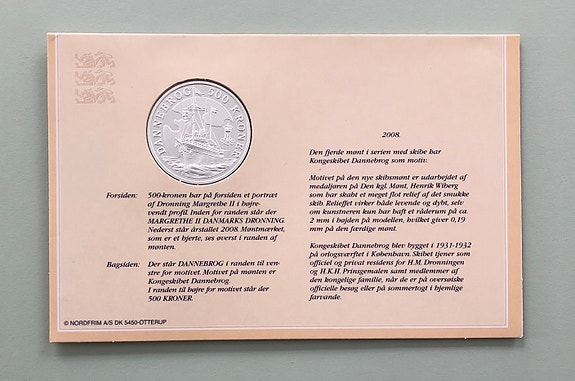 DANNEBROG 500 KRONER
Forsiden: 500-kronen har på forsiden et portræt
af Dronning Margrethe II i højre-
vendt profil. Inden for randen står der
MARGRETHE II DANMARKS DRONNING.
Nederst står årstallet 2008. Møntmærket,
som er et hjerte, ses øverst i randen af
mønten.
Bagsiden: Der står DANNEBROG i randen til ven-
stre for motivet. Motivet på mønten er
Kongeskibet Dannebrog.
I randen til højre for motivet står der
500 KRONER.
© NORDFRIM A/S DK 5450-OTTERUP
2008.
Den fjerde mønt i serien med skibe har
Kongeskibet Dannebrog som motiv.
Motivet på den nye skibsmønt er udarbejdet af
medaljøren på Den kgl. Mønt, Henrik Wiberg
som har skabt et meget flot relief af det smukke
skib. Relieffet virker både levende og dybt, selv
om kunstneren kun har haft et råderum på ca.
2 mm i højden på modellen, hvilket giver 0,19
mm på den færdige mønt.
Kongeskibet Dannebrog blev bygget i 1931-1932
på orlogsværftet i København. Skibet tjener som
officiel og privat residens for H.M. Dronningen
og H.K.H. Prinsgemalen samt medlemmer af
den kongelige familie, når de er på oversøiske
officielle besøg eller på sommertogt i hjemlige
farvande.